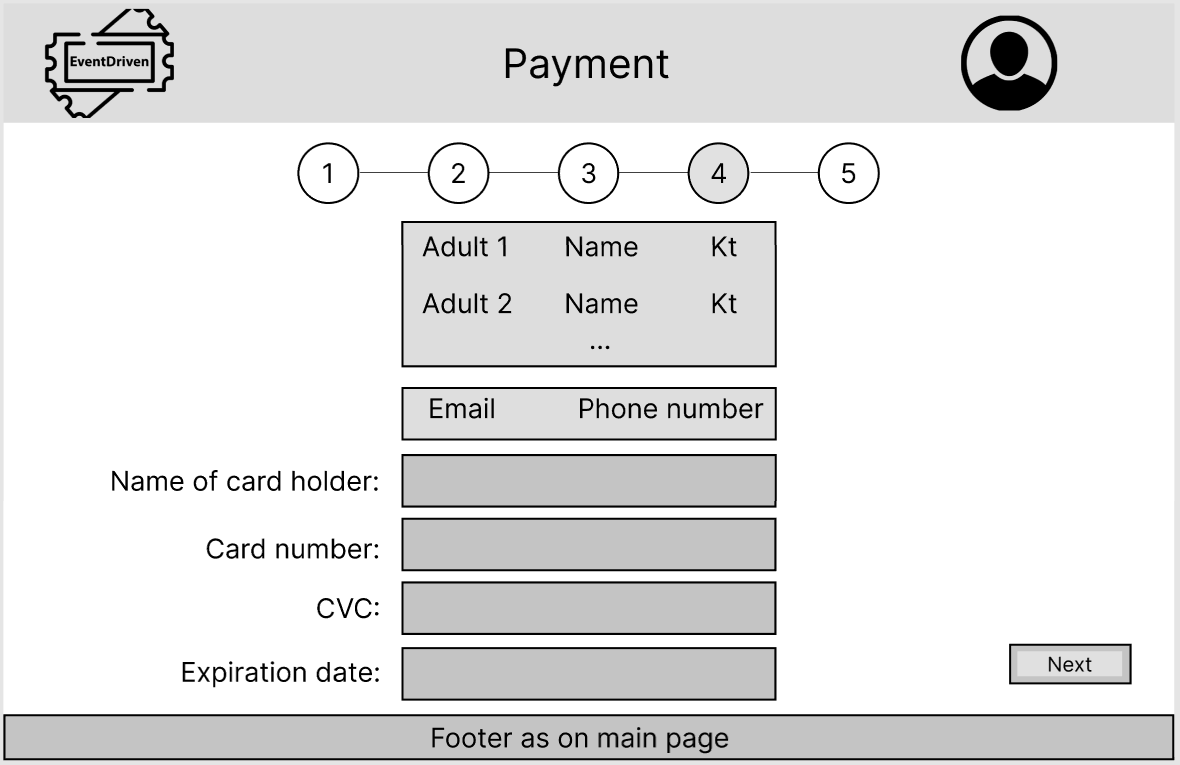 EventDriven
Payment
1 2 3 4 5
Adult 1 Name Kt
Adult 2 Name Kt
...
Email Phone number
Name of card holder:
Card number:
CVC:
Expiration date:
Next
Footer as on main page